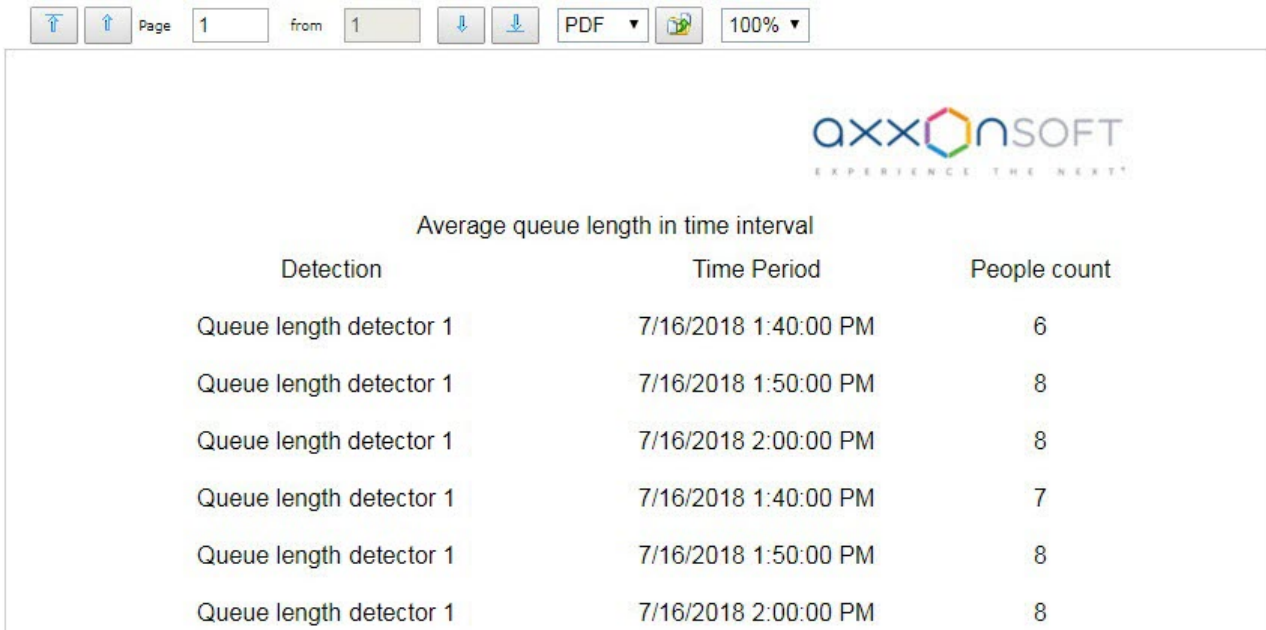 Page 1 from 1 PDF 100%
axxonsoft
EXPERIENCE THE NEXT
Average queue length in time interval
Detection Time Period People count
Queue length detector 1 7/16/2018 1:40:00 PM 6
Queue length detector 1 7/16/2018 1:50:00 PM 8
Queue length detector 1 7/16/2018 2:00:00 PM 8
Queue length detector 1 7/16/2018 1:40:00 PM 7
Queue length detector 1 7/16/2018 1:50:00 PM 8
Queue length detector 1 7/16/2018 2:00:00 PM 8